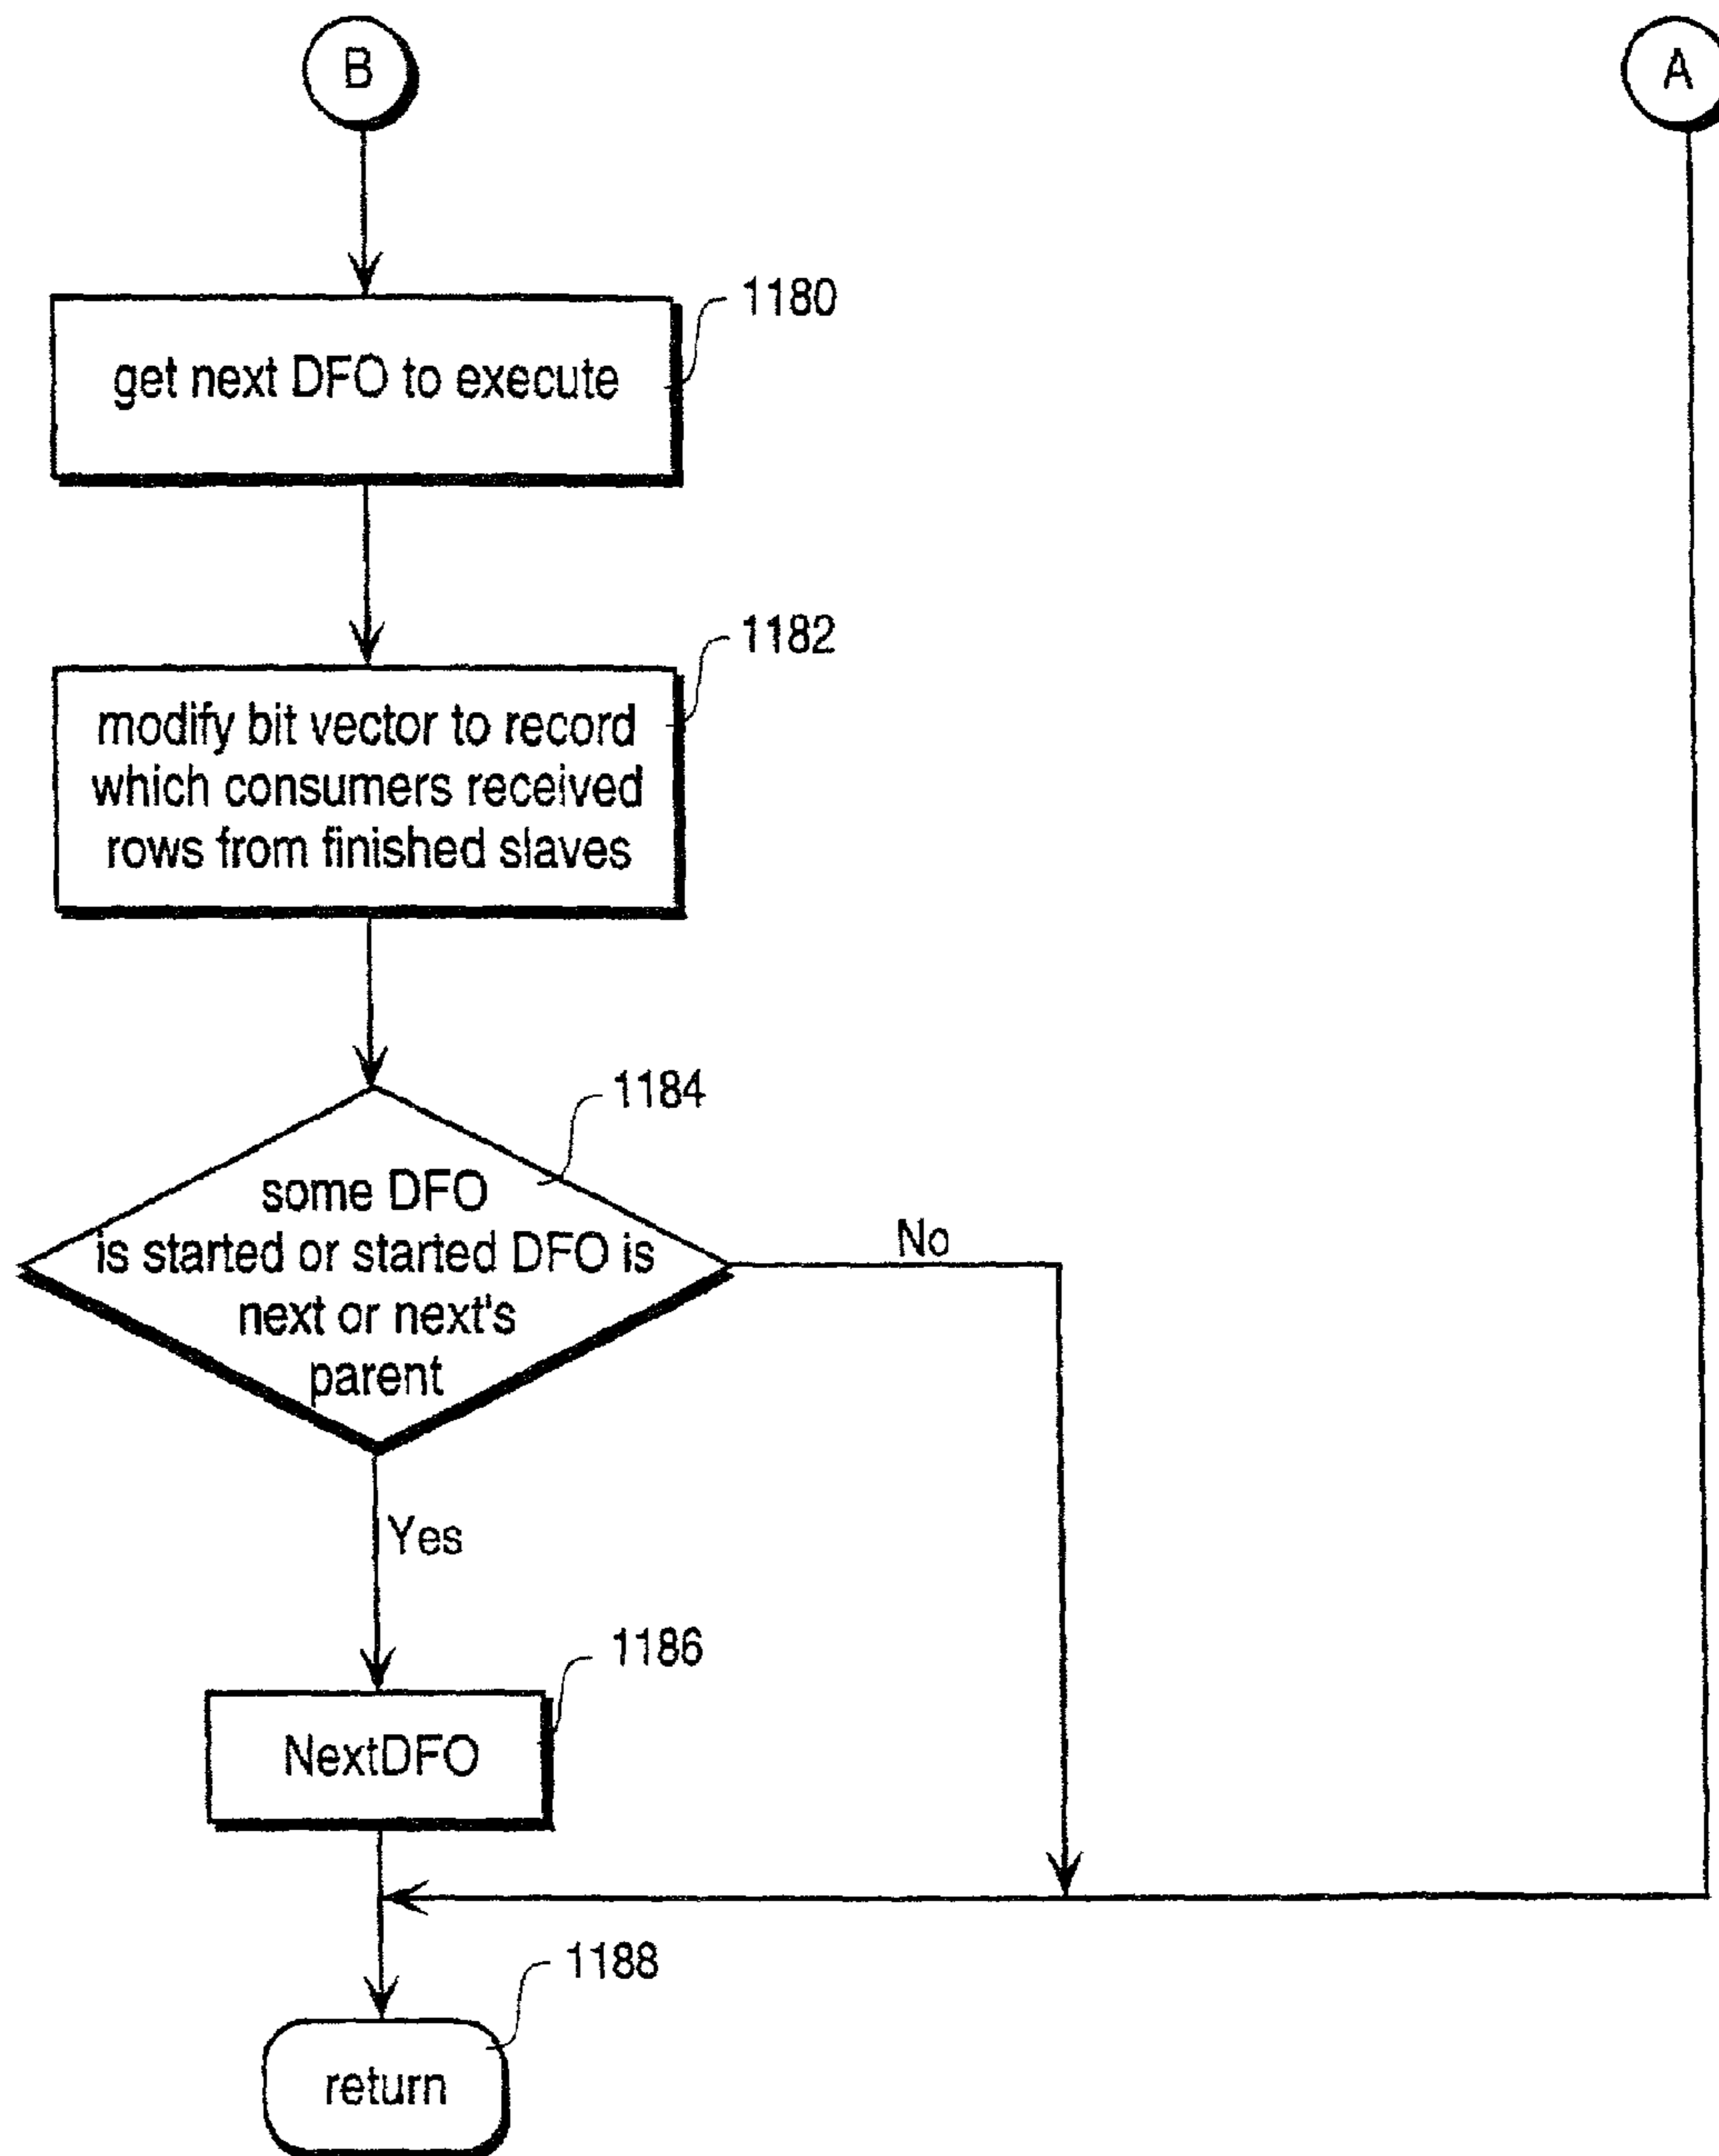 B
A
1180
get next DFO to execute
1182
modify bit vector to record
which consumers received
rows from finished slaves
1184
some DFO
is started or started DFO is
next or next's
parent
No
Yes
1186
NextDFO
1188
return